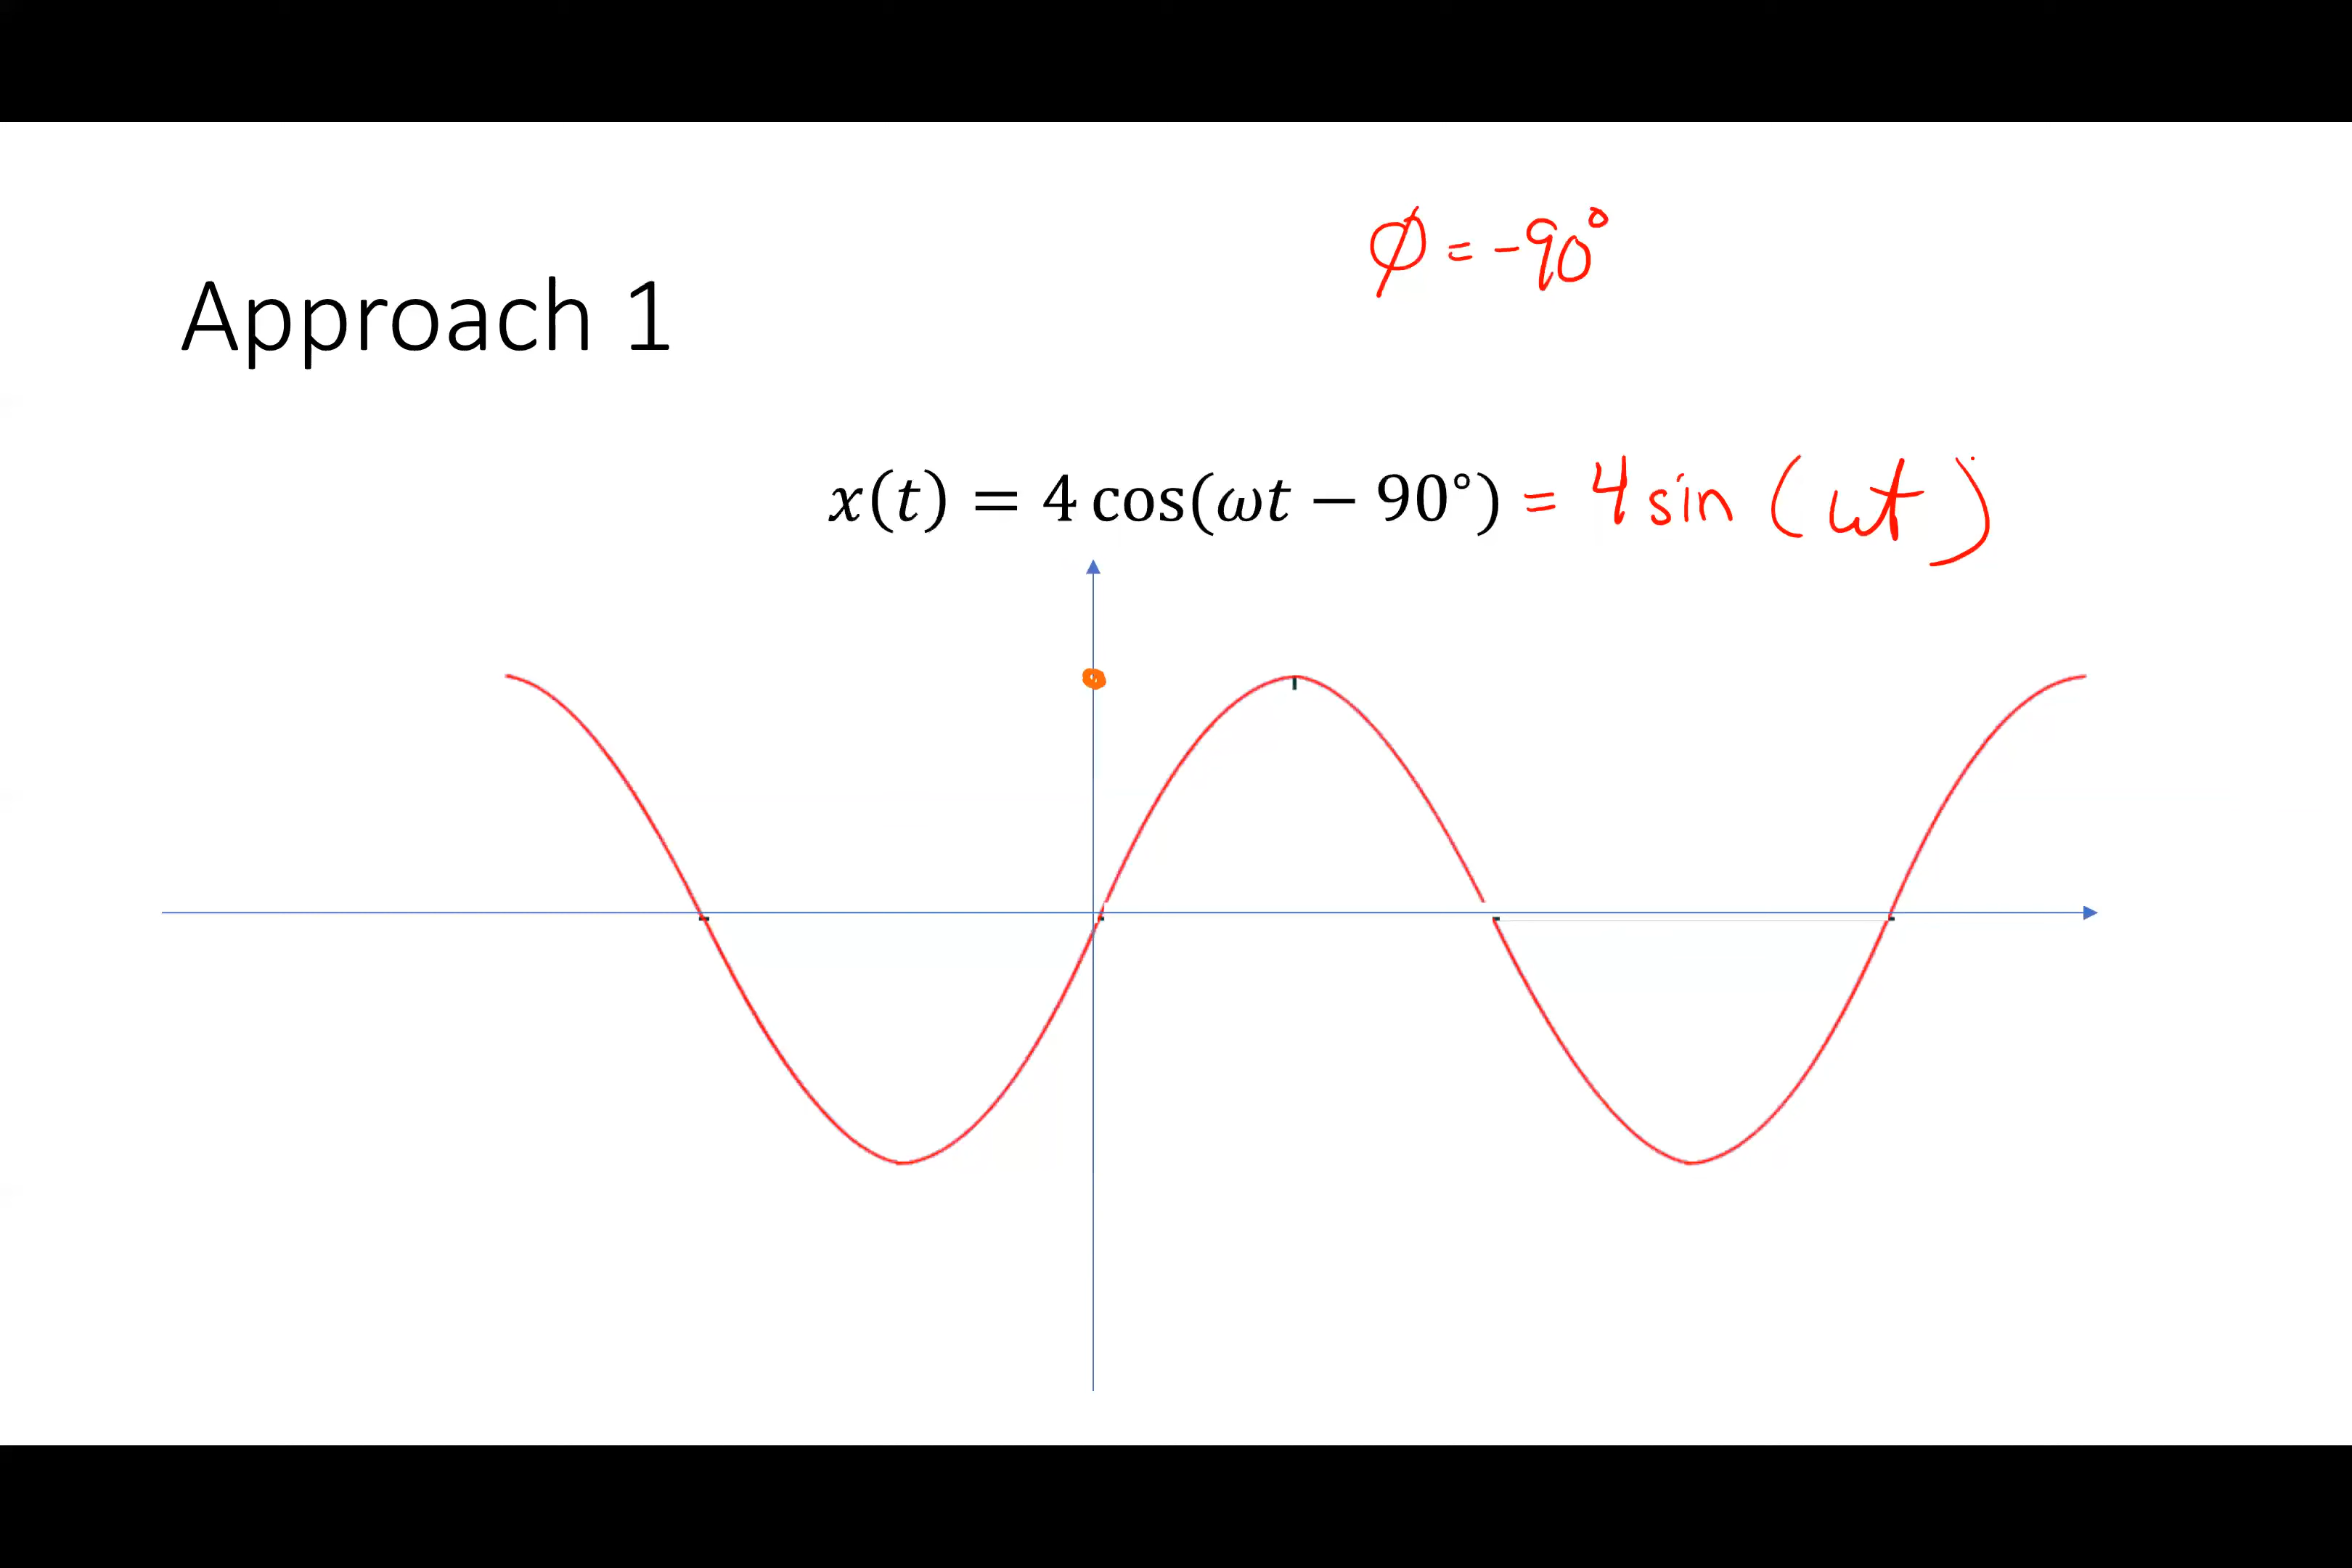 ϕ = -90°
Approach 1
x(t) = 4 cos(ωt − 90°) = 4 sin(ωt)